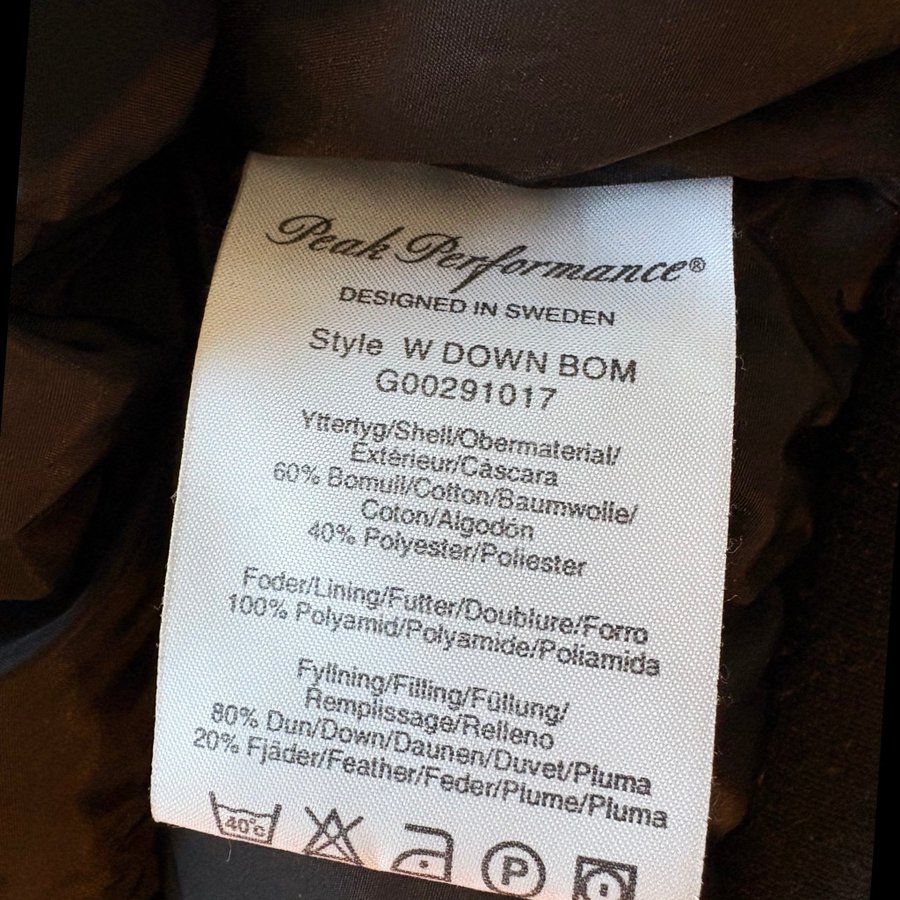 Peak Performance®
DESIGNED IN SWEDEN
Style W DOWN BOM
G00291017
Yttertyg/Shell/Obermaterial/
Extérieur/Cáscara
60% Bomull/Cotton/Baumwolle/
Coton/Algodón
40% Polyester/Poliester
Foder/Lining/Futter/Doublure/Forro
100% Polyamid/Polyamide/Poliamida
Fyllning/Filling/Füllung/
Remplissage/Relleno
80% Dun/Down/Daunen/Duvet/Pluma
20% Fjäder/Feather/Feder/Plume/Pluma
40°C
P